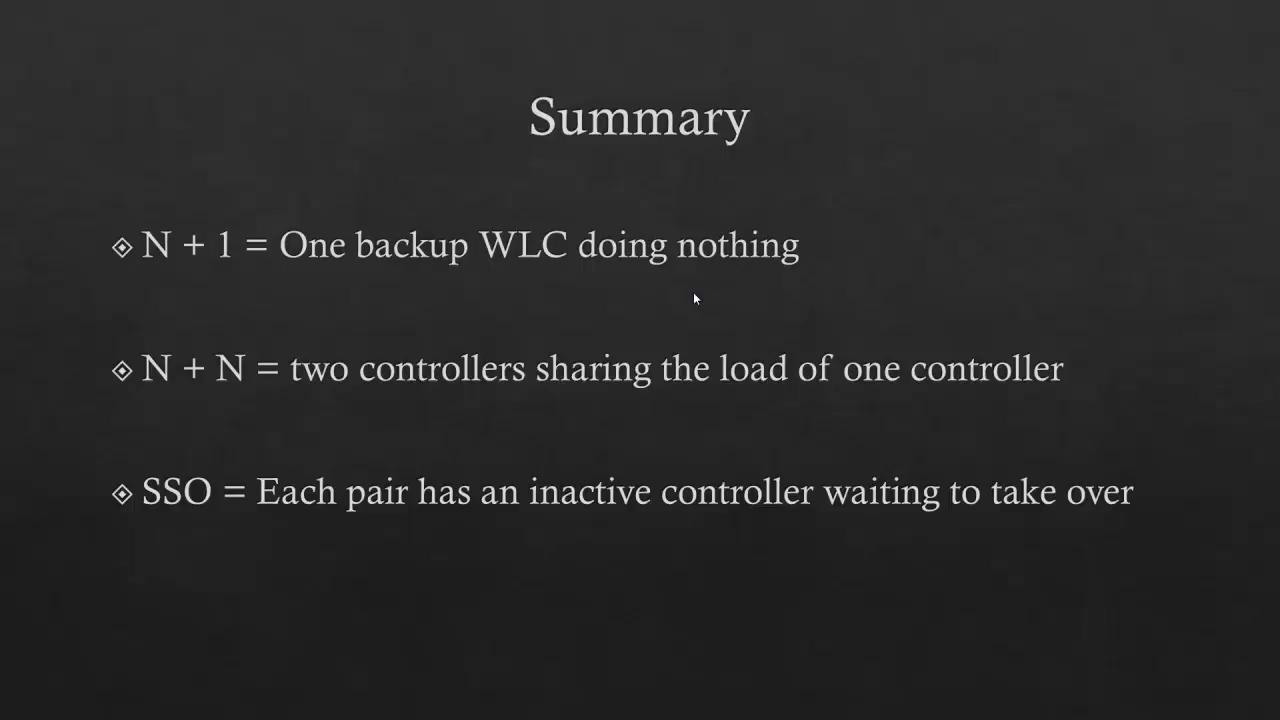 Summary
N + 1 = One backup WLC doing nothing
N + N = two controllers sharing the load of one controller
SSO = Each pair has an inactive controller waiting to take over